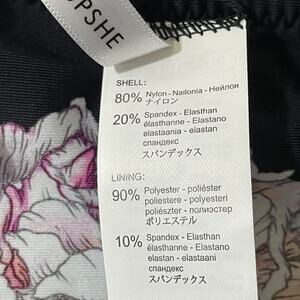 OPSHE
SHELL:
80% Nylon - Nailonia - Нейлон
ナイロン
20% Spandex - Elasthan
élasthanne - Elastano
elastaania - elastan
спандекс
スパンデックス
LINING:
90% Polyester - poliéster
polyestere - polyesteri
poliészter - полиэстер
ポリエステル
10% Spandex - Elasthan
élasthanne - Elastano
elastan - elastaani
спандекс
スパンデックス